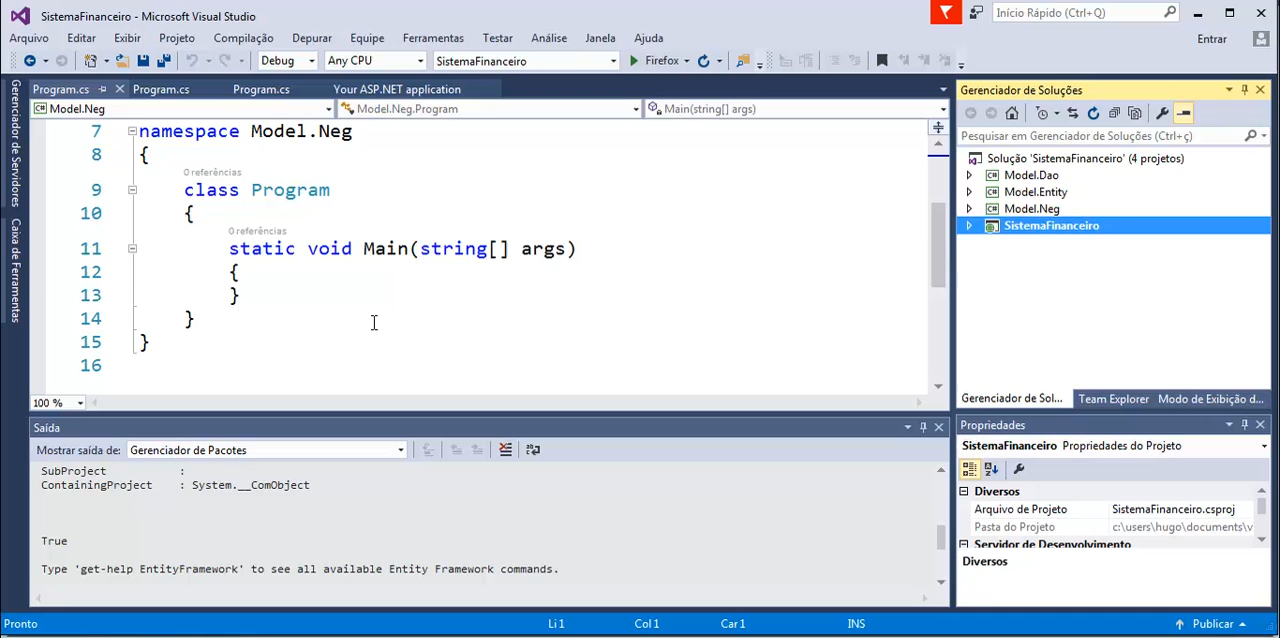 SistemaFinanceiro - Microsoft Visual Studio
Início Rápido (Ctrl+Q)
Arquivo Editar Exibir Projeto Compilação Depurar Equipe Ferramentas Testar Análise Janela Ajuda
Entrar
Debug Any CPU SistemaFinanceiro Firefox
Gerenciador de Servidores
Caixa de Ferramentas
Program.cs Program.cs Program.cs Your ASP.NET application
Model.Neg Model.Neg.Program Main(string[] args)
7 namespace Model.Neg
8 {
0 referências
9 class Program
10 {
0 referências
11 static void Main(string[] args)
12 {
13 }
14 }
15 }
16
100 %
Saída
Mostrar saída de: Gerenciador de Pacotes
SubProject :
ContainingProject : System.__ComObject
True
Type 'get-help EntityFramework' to see all available Entity Framework commands.
Gerenciador de Soluções
Pesquisar em Gerenciador de Soluções (Ctrl+ç)
Solução 'SistemaFinanceiro' (4 projetos)
Model.Dao
Model.Entity
Model.Neg
SistemaFinanceiro
Gerenciador de Sol... Team Explorer Modo de Exibição d...
Propriedades
SistemaFinanceiro Propriedades do Projeto
Diversos
Arquivo de Projeto SistemaFinanceiro.csproj
Pasta do Projeto c:\users\hugo\documents\v
Servidor de Desenvolvimento
Diversos
Pronto Li 1 Col 1 Car 1 INS Publicar